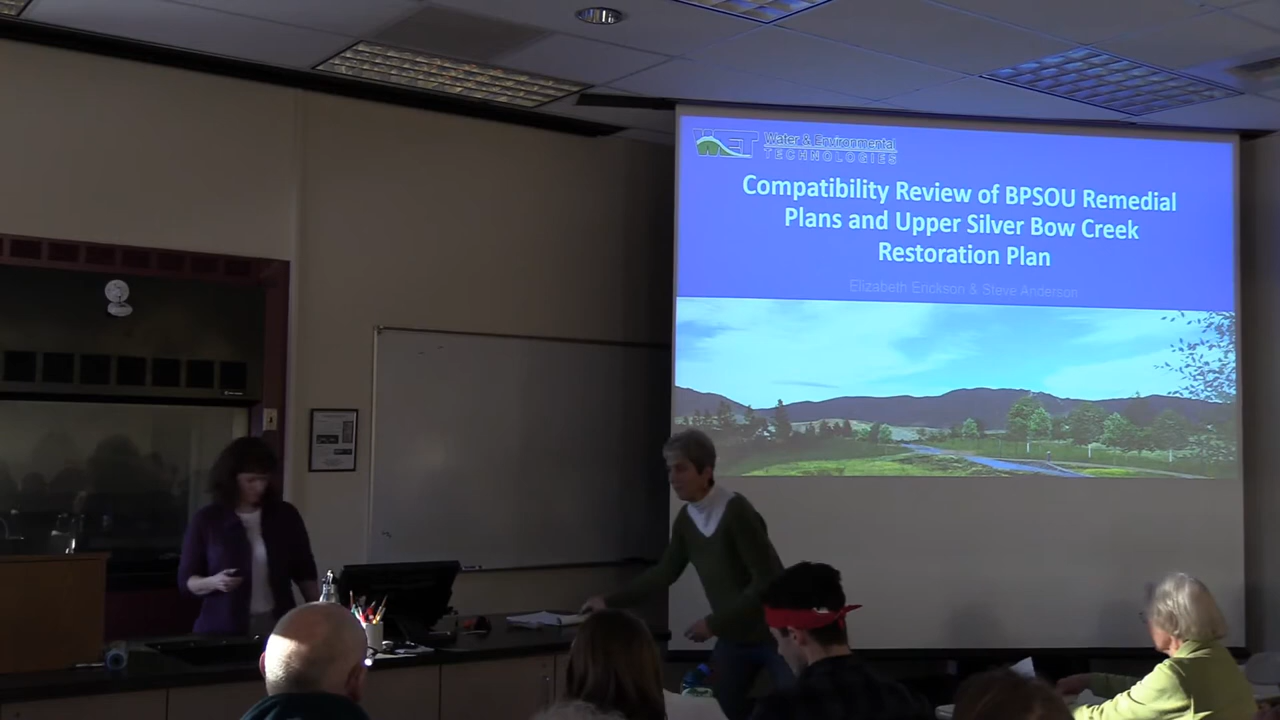 WET Water & Environmental
TECHNOLOGIES
Compatibility Review of BPSOU Remedial
Plans and Upper Silver Bow Creek
Restoration Plan
Elizabeth Erickson & Steve Anderson